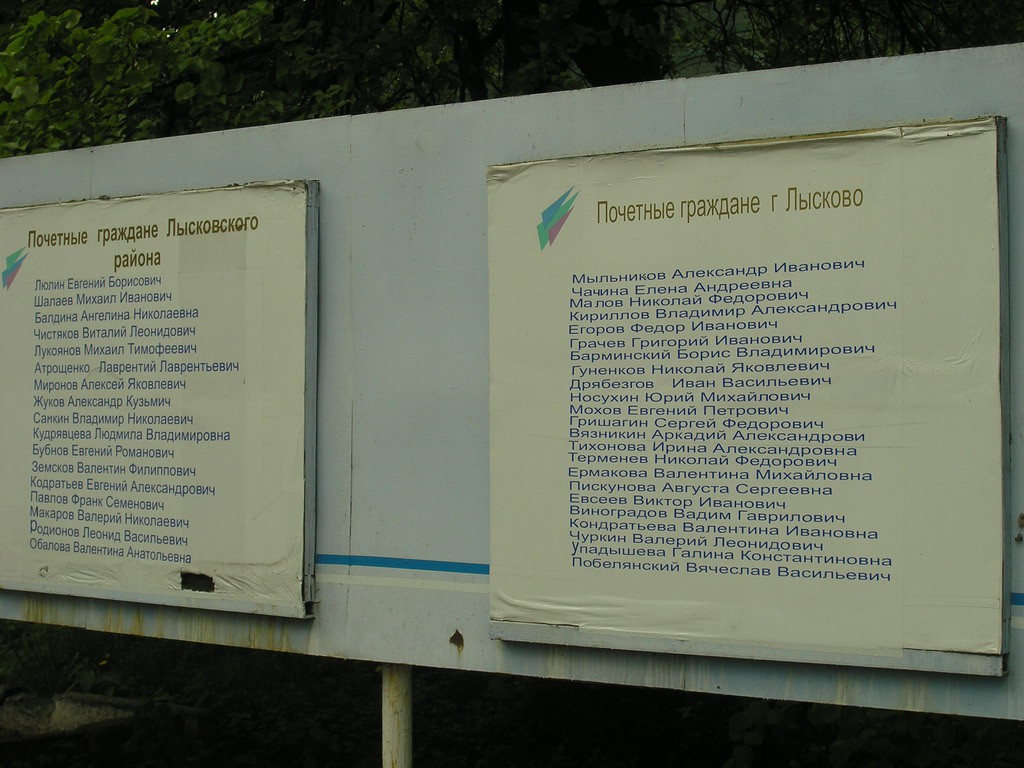 Почетные граждане Лысковского
района
Люлин Евгений Борисович
Шалаев Михаил Иванович
Балдина Ангелина Николаевна
Чистяков Виталий Леонидович
Лукоянов Михаил Тимофеевич
Атрощенко Лаврентий Лаврентьевич
Миронов Алексей Яковлевич
Жуков Александр Кузьмич
Санкин Владимир Николаевич
Кудрявцева Людмила Владимировна
Бубнов Евгений Романович
Земсков Валентин Филиппович
Кодратьев Евгений Александрович
Павлов Франк Семенович
Макаров Валерий Николаевич
Родионов Леонид Васильевич
Обалова Валентина Анатольевна
Почетные граждане г Лысково
Мыльников Александр Иванович
Чачина Елена Андреевна
Малов Николай Федорович
Кириллов Владимир Александрович
Егоров Федор Иванович
Грачев Григорий Иванович
Барминский Борис Владимирович
Гуненков Николай Яковлевич
Дрябезгов Иван Васильевич
Носухин Юрий Михайлович
Мохов Евгений Петрович
Гришагин Сергей Федорович
Вязникин Аркадий Александрови
Тихонова Ирина Александровна
Терменев Николай Федорович
Ермакова Валентина Михайловна
Пискунова Августа Сергеевна
Евсеев Виктор Иванович
Виноградов Вадим Гаврилович
Кондратьева Валентина Ивановна
Чуркин Валерий Леонидович
Упадышева Галина Константиновна
Побелянский Вячеслав Васильевич